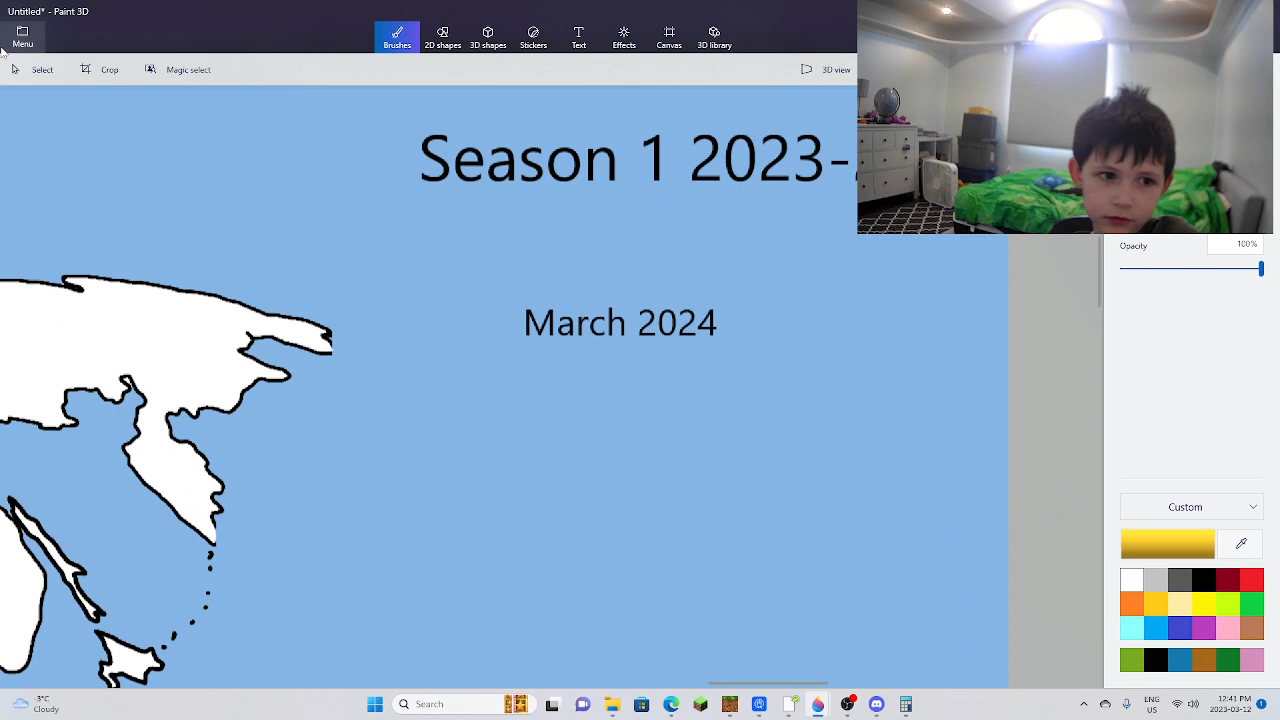 Untitled* - Paint 3D
Menu
Brushes
2D shapes
3D shapes
Stickers
Text
Effects
Canvas
3D library
Select
Crop
Magic select
3D view
Season 1 2023-
March 2024
Opacity
100%
Custom
-3°C
Cloudy
Search
ENG
US
12:41 PM
2023-03-12